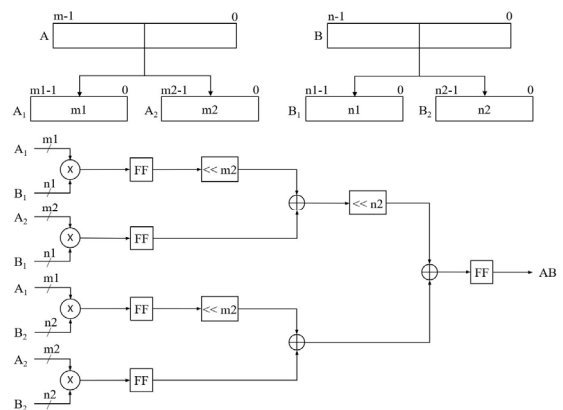 m-1 0 n-1 0
A B
m1-1 0 m2-1 0 n1-1 0 n2-1 0
A₁ m1 A₂ m2 B₁ n1 B₂ n2
m1
A₁
X FF << m2
n1
B₁
<< n2
m2
A₂
X FF
n1
B₁
FF AB
m1
A₁
X FF << m2
n2
B₂
m2
A₂
X FF
n2
B₂